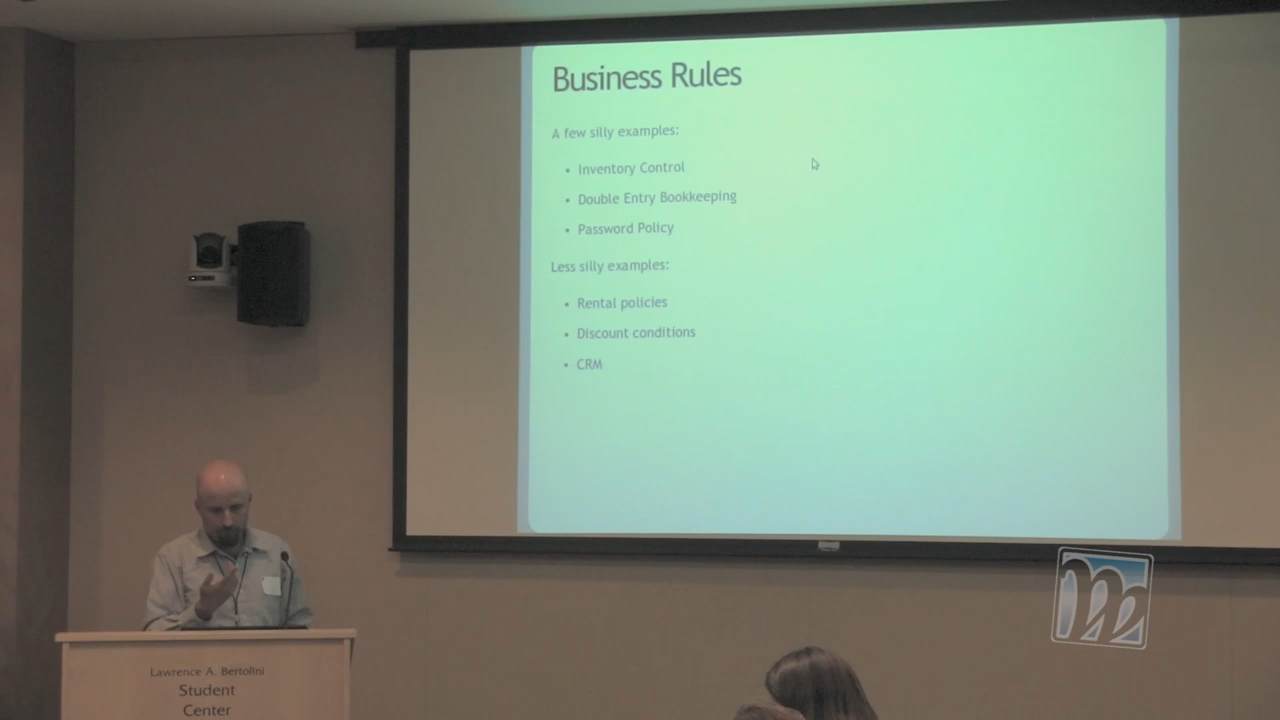 Business Rules
A few silly examples:
• Inventory Control
• Double Entry Bookkeeping
• Password Policy
Less silly examples:
• Rental policies
• Discount conditions
• CRM
Lawrence A. Bertolini
Student
Center
m